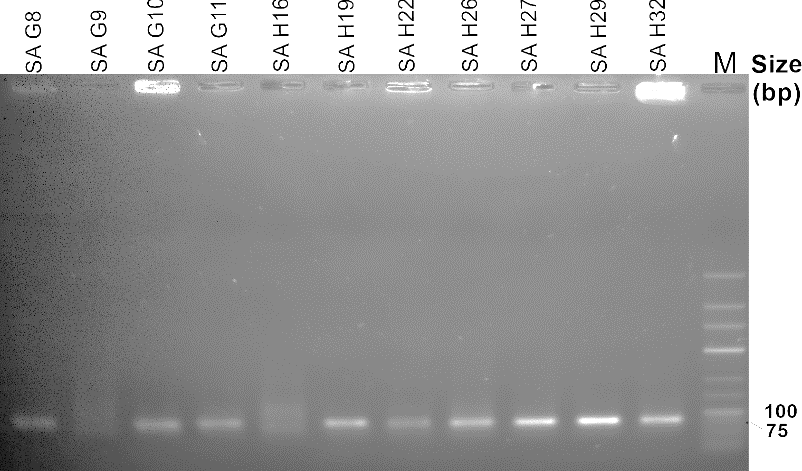 SA G8
SA G9
SA G10
SA G11
SA H16
SA H19
SA H22
SA H26
SA H27
SA H29
SA H32
M
Size
(bp)
100
75